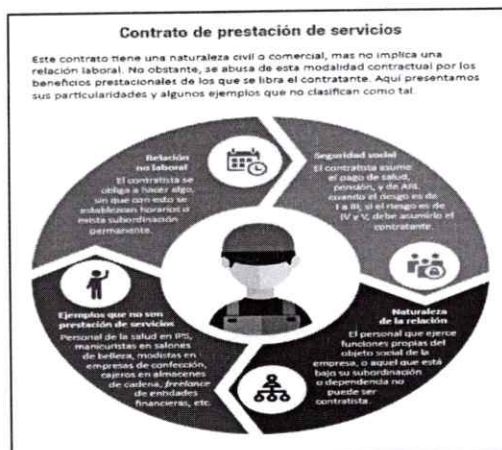 Contrato de prestación de servicios
Este contrato tiene una naturaleza civil o comercial, mas no implica una
relación laboral. No obstante, se abusa de esta modalidad contractual por los
beneficios prestacionales de los que se libra el contratante. Aquí presentamos
sus particularidades y algunos ejemplos que no clasifican como tal.
Relación
no laboral
El contratista se
obliga a hacer algo,
sin que con esto se
establezcan horarios o
exista subordinación
permanente.
Seguridad social
El contratista asume
el pago de salud,
pensión, y de ARL
cuando el riesgo es de
I a III; si el riesgo es de
IV y V, debe asumirlo el
contratante.
Ejemplos que no son
prestación de servicios
Personal de la salud en IPS,
manicuristas en salones
de belleza, modistas en
empresas de confección,
cajeros en almacenes
de cadena, freelance
de entidades
financieras, etc.
Naturaleza
de la relación
El personal que ejerce
funciones propias del
objeto social de la
empresa, o aquel que está
bajo su subordinación
o dependencia no
puede ser
contratista.